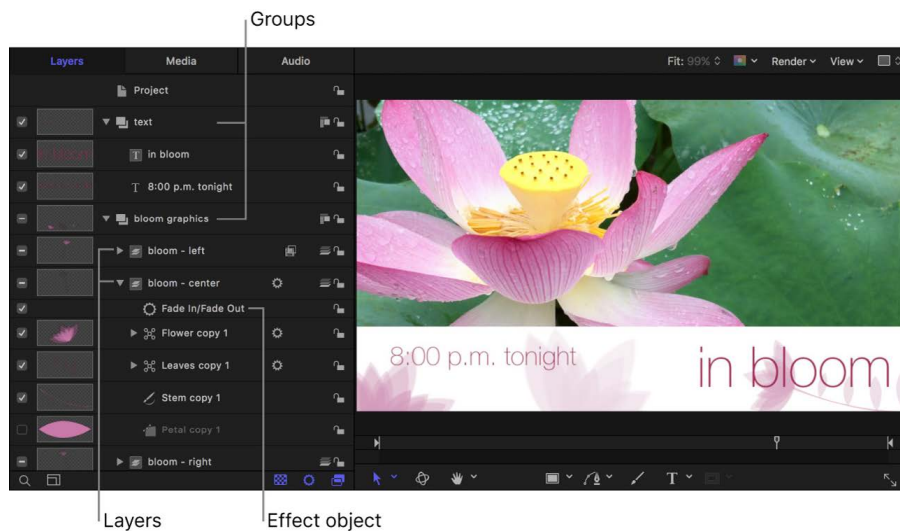 Groups
Layers Media Audio
Fit: 99% Render View
Project
text
in bloom
8:00 p.m. tonight
bloom graphics
bloom - left
bloom - center
Fade In/Fade Out
Flower copy 1
Leaves copy 1
Stem copy 1
Petal copy 1
bloom - right
in bloom
8:00 p.m. tonight
in bloom
T
Layers
Effect object